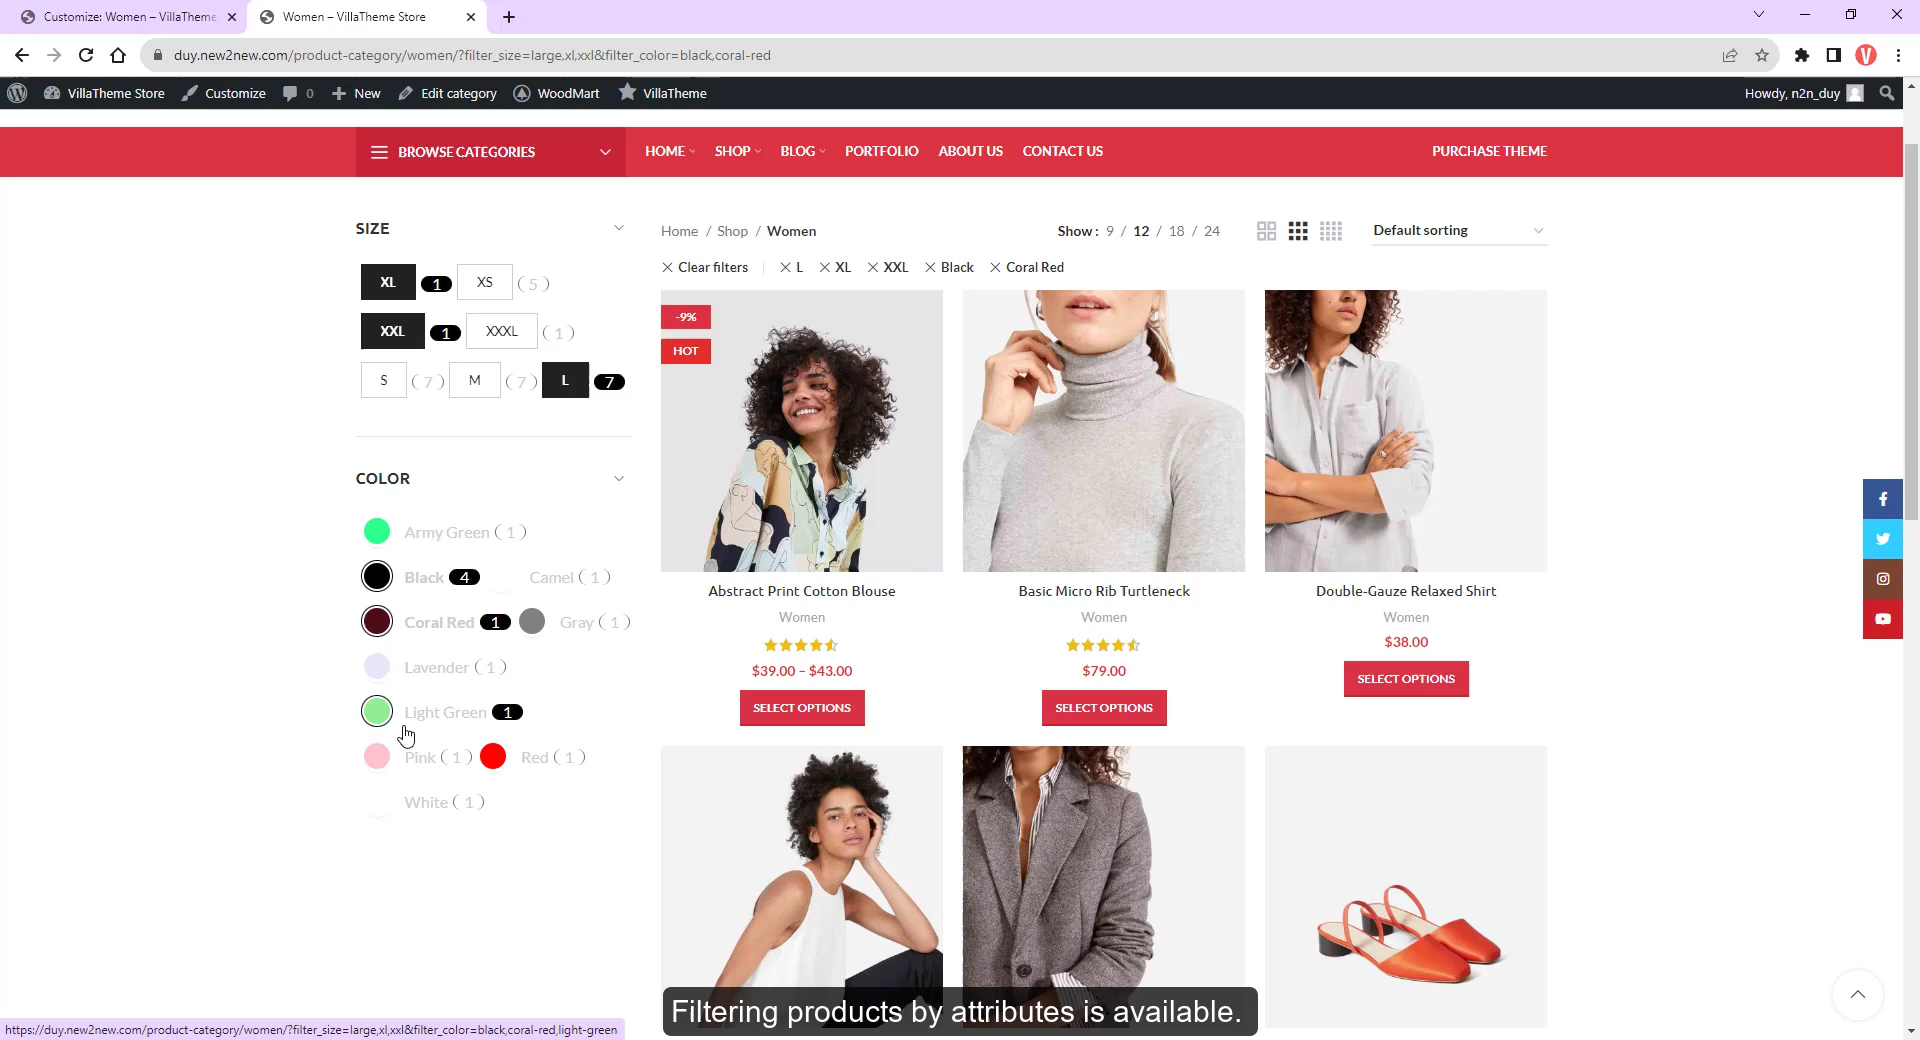 Customize: Women – VillaTheme
Women – VillaTheme Store
duy.new2new.com/product-category/women/?filter_size=large,xl,xxl&filter_color=black,coral-red
V
VillaTheme Store
Customize
0
New
Edit category
WoodMart
VillaTheme
Howdy, n2n_duy
BROWSE CATEGORIES
HOME
SHOP
BLOG
PORTFOLIO
ABOUT US
CONTACT US
PURCHASE THEME
SIZE
XL 1 XS ( 5 )
XXL 1 XXXL ( 1 )
S ( 7 ) M ( 7 ) L 7
COLOR
Army Green ( 1 )
Black 4 Camel ( 1 )
Coral Red 1 Gray ( 1 )
Lavender ( 1 )
Light Green 1
Pink ( 1 ) Red ( 1 )
White ( 1 )
Home / Shop / Women
Show : 9 / 12 / 18 / 24
Default sorting
Clear filters L XL XXL Black Coral Red
-9%
HOT
Abstract Print Cotton Blouse
Women
$39.00 – $43.00
SELECT OPTIONS
Basic Micro Rib Turtleneck
Women
$79.00
SELECT OPTIONS
Double-Gauze Relaxed Shirt
Women
$38.00
SELECT OPTIONS
Filtering products by attributes is available.
https://duy.new2new.com/product-category/women/?filter_size=large,xl,xxl&filter_color=black,coral-red,light-green